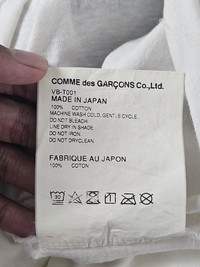 COMME des GARÇONS Co.,Ltd.
VB-T001
MADE IN JAPAN
100% COTTON
MACHINE WASH COLD, GENTLE CYCLE.
DO NOT BLEACH.
LINE DRY IN SHADE.
DO NOT IRON.
DO NOT DRYCLEAN.
FABRIQUE AU JAPON
100% COTON
30